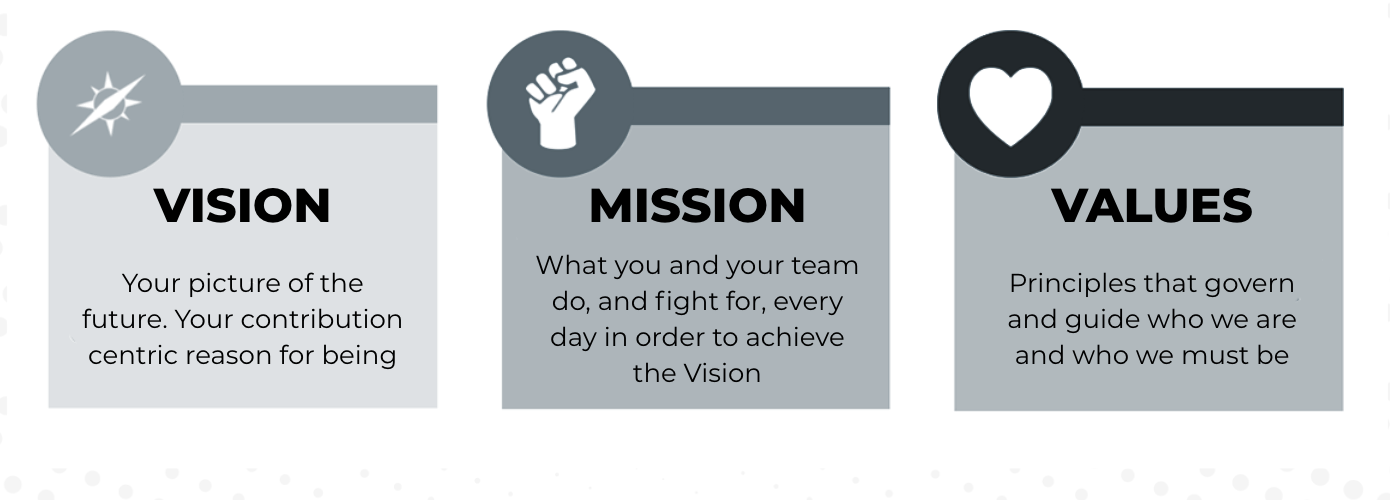 VISION
Your picture of the
future. Your contribution
centric reason for being
MISSION
What you and your team
do, and fight for, every
day in order to achieve
the Vision
VALUES
Principles that govern
and guide who we are
and who we must be